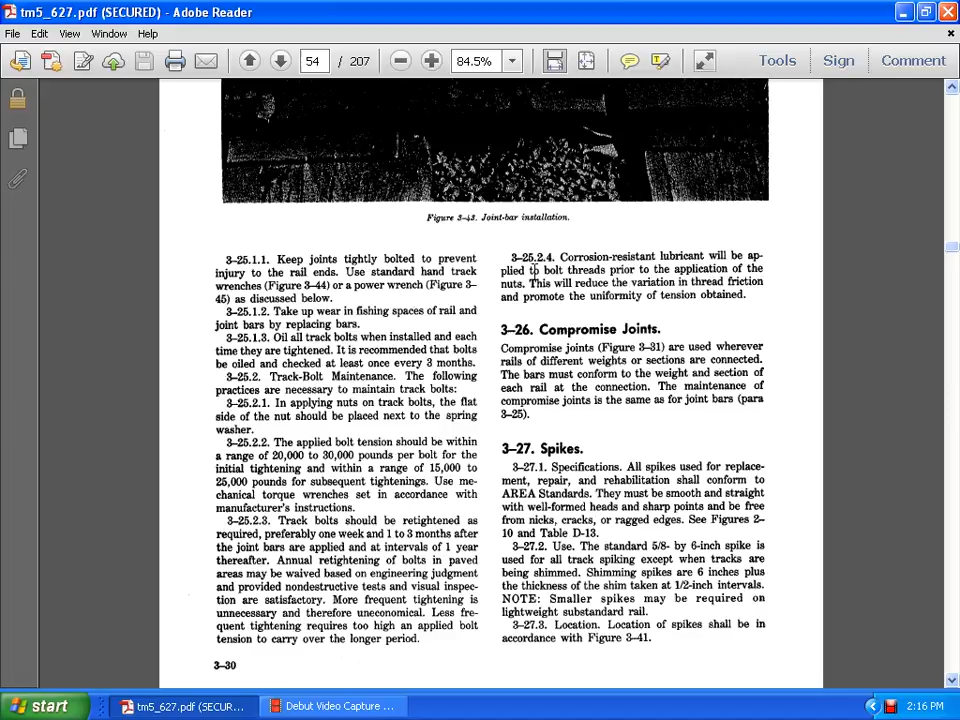 tm5_627.pdf (SECURED) - Adobe Reader
File Edit View Window Help
54 / 207 84.5% Tools Sign Comment
Figure 3-43. Joint-bar installation.
3-25.1.1. Keep joints tightly bolted to prevent
injury to the rail ends. Use standard hand track
wrenches (Figure 3-44) or a power wrench (Figure 3-
45) as discussed below.
3-25.1.2. Take up wear in fishing spaces of rail and
joint bars by replacing bars.
3-25.1.3. Oil all track bolts when installed and each
time they are tightened. It is recommended that bolts
be oiled and checked at least once every 3 months.
3-25.2. Track-Bolt Maintenance. The following
practices are necessary to maintain track bolts:
3-25.2.1. In applying nuts on track bolts, the flat
side of the nut should be placed next to the spring
washer.
3-25.2.2. The applied bolt tension should be within
a range of 20,000 to 30,000 pounds per bolt for the
initial tightening and within a range of 15,000 to
25,000 pounds for subsequent tightenings. Use me-
chanical torque wrenches set in accordance with
manufacturer's instructions.
3-25.2.3. Track bolts should be retightened as
required, preferably one week and 1 to 3 months after
the joint bars are applied and at intervals of 1 year
thereafter. Annual retightening of bolts in paved
areas may be waived based on engineering judgment
and provided nondestructive tests and visual inspec-
tion are satisfactory. More frequent tightening is
unnecessary and therefore uneconomical. Less fre-
quent tightening requires too high an applied bolt
tension to carry over the longer period.
3-30
3-25.2.4. Corrosion-resistant lubricant will be ap-
plied to bolt threads prior to the application of the
nuts. This will reduce the variation in thread friction
and promote the uniformity of tension obtained.
3-26. Compromise Joints.
Compromise joints (Figure 3-31) are used wherever
rails of different weights or sections are connected.
The bars must conform to the weight and section of
each rail at the connection. The maintenance of
compromise joints is the same as for joint bars (para
3-25).
3-27. Spikes.
3-27.1. Specifications. All spikes used for replace-
ment, repair, and rehabilitation shall conform to
AREA Standards. They must be smooth and straight
with well-formed heads and sharp points and be free
from nicks, cracks, or ragged edges. See Figures 2-
10 and Table D-13.
3-27.2. Use. The standard 5/8- by 6-inch spike is
used for all track spiking except when tracks are
being shimmed. Shimming spikes are 6 inches plus
the thickness of the shim taken at 1/2-inch intervals.
NOTE: Smaller spikes may be required on
lightweight substandard rail.
3-27.3. Location. Location of spikes shall be in
accordance with Figure 3-41.
start tm5_627.pdf (SECUR... Debut Video Capture ... 2:16 PM